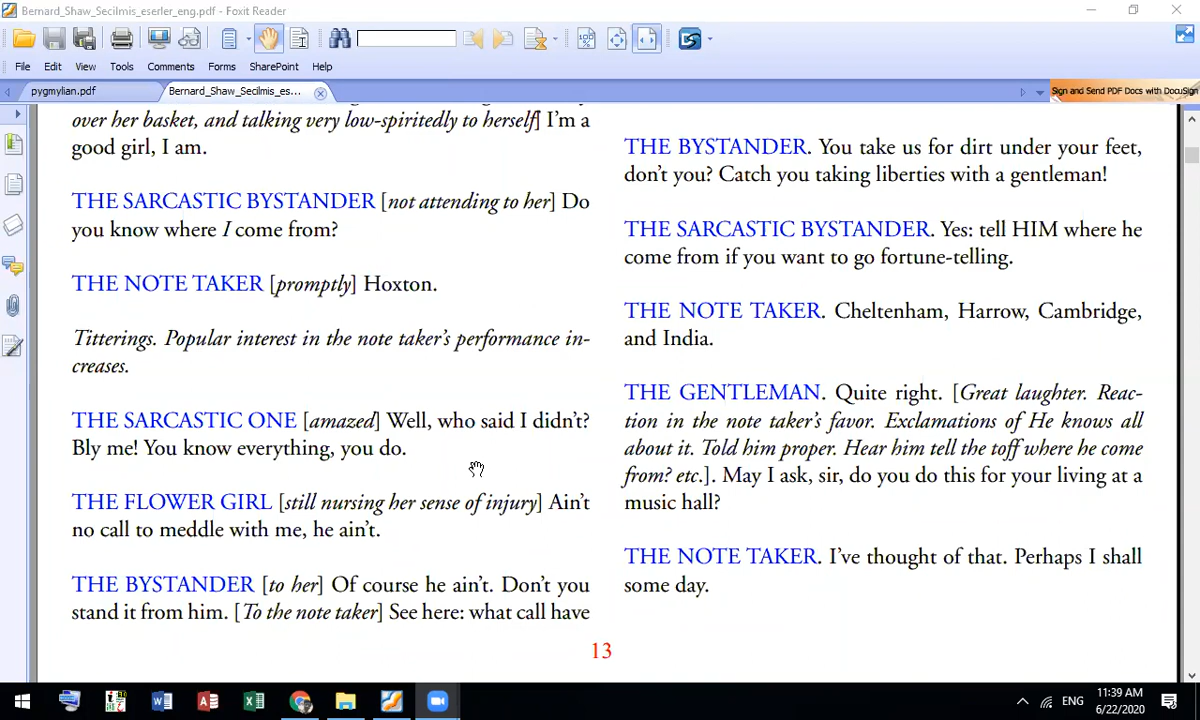 Bernard_Shaw_Secilmis_eserler_eng.pdf - Foxit Reader
File Edit View Tools Comments Forms SharePoint Help
pygmylian.pdf
Bernard_Shaw_Secilmis_es...
Sign and Send PDF Docs with DocuSign
over her basket, and talking very low-spiritedly to herself] I'm a
good girl, I am.
THE SARCASTIC BYSTANDER [not attending to her] Do
you know where I come from?
THE NOTE TAKER [promptly] Hoxton.
Titterings. Popular interest in the note taker's performance in-
creases.
THE SARCASTIC ONE [amazed] Well, who said I didn't?
Bly me! You know everything, you do.
THE FLOWER GIRL [still nursing her sense of injury] Ain't
no call to meddle with me, he ain't.
THE BYSTANDER [to her] Of course he ain't. Don't you
stand it from him. [To the note taker] See here: what call have
THE BYSTANDER. You take us for dirt under your feet,
don't you? Catch you taking liberties with a gentleman!
THE SARCASTIC BYSTANDER. Yes: tell HIM where he
come from if you want to go fortune-telling.
THE NOTE TAKER. Cheltenham, Harrow, Cambridge,
and India.
THE GENTLEMAN. Quite right. [Great laughter. Reac-
tion in the note taker's favor. Exclamations of He knows all
about it. Told him proper. Hear him tell the toff where he come
from? etc.]. May I ask, sir, do you do this for your living at a
music hall?
THE NOTE TAKER. I've thought of that. Perhaps I shall
some day.
13
ENG
11:39 AM
6/22/2020